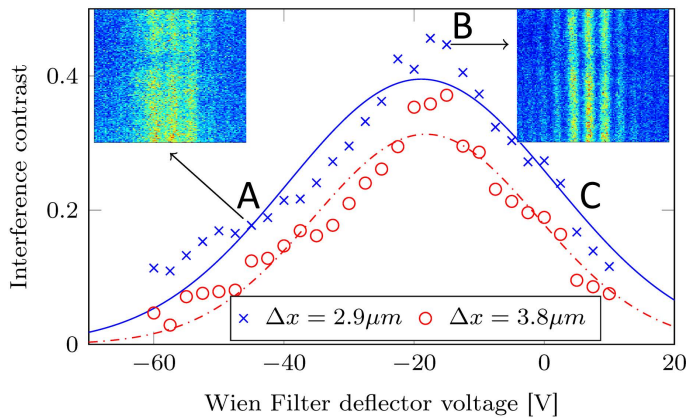 B
0.4
A
C
0.2
0
Δx = 2.9μm
Δx = 3.8μm
−60
−40
−20
0
20
Interference contrast
Wien Filter deflector voltage [V]